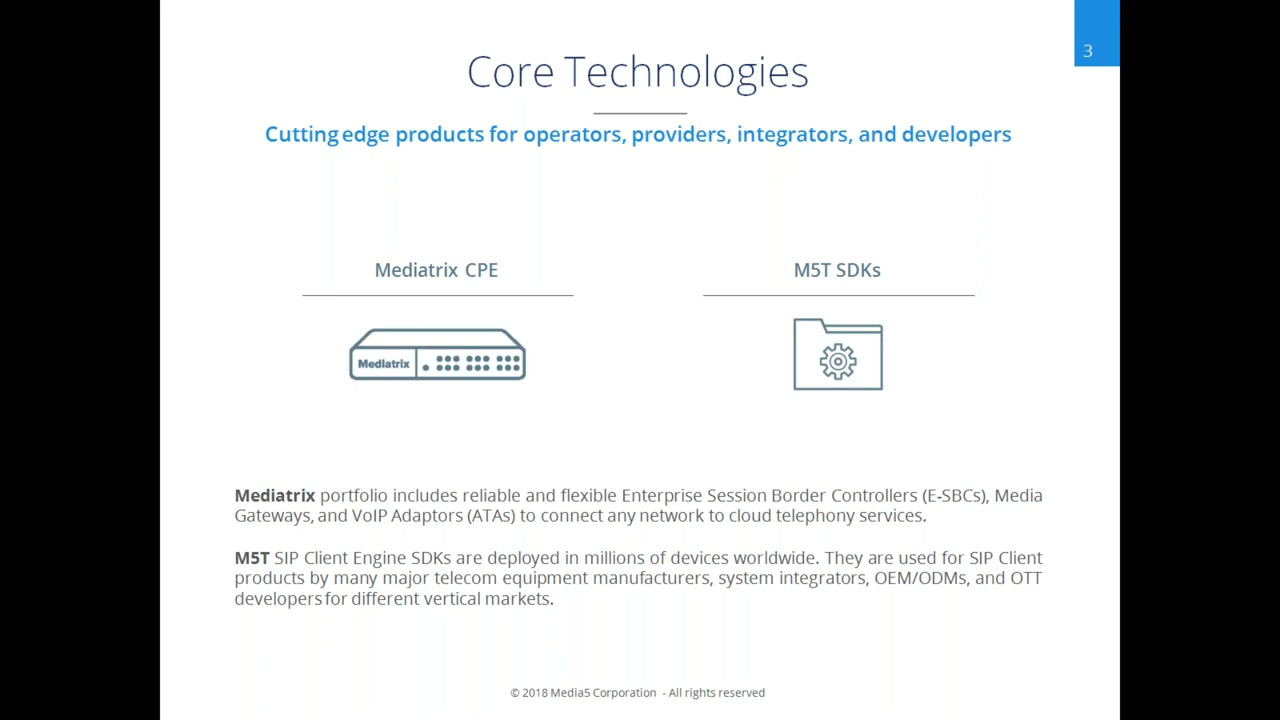 3
Core Technologies
Cutting edge products for operators, providers, integrators, and developers
Mediatrix CPE
M5T SDKs
Mediatrix
Mediatrix portfolio includes reliable and flexible Enterprise Session Border Controllers (E-SBCs), Media
Gateways, and VoIP Adaptors (ATAs) to connect any network to cloud telephony services.
M5T SIP Client Engine SDKs are deployed in millions of devices worldwide. They are used for SIP Client
products by many major telecom equipment manufacturers, system integrators, OEM/ODMs, and OTT
developers for different vertical markets.
© 2018 Media5 Corporation - All rights reserved